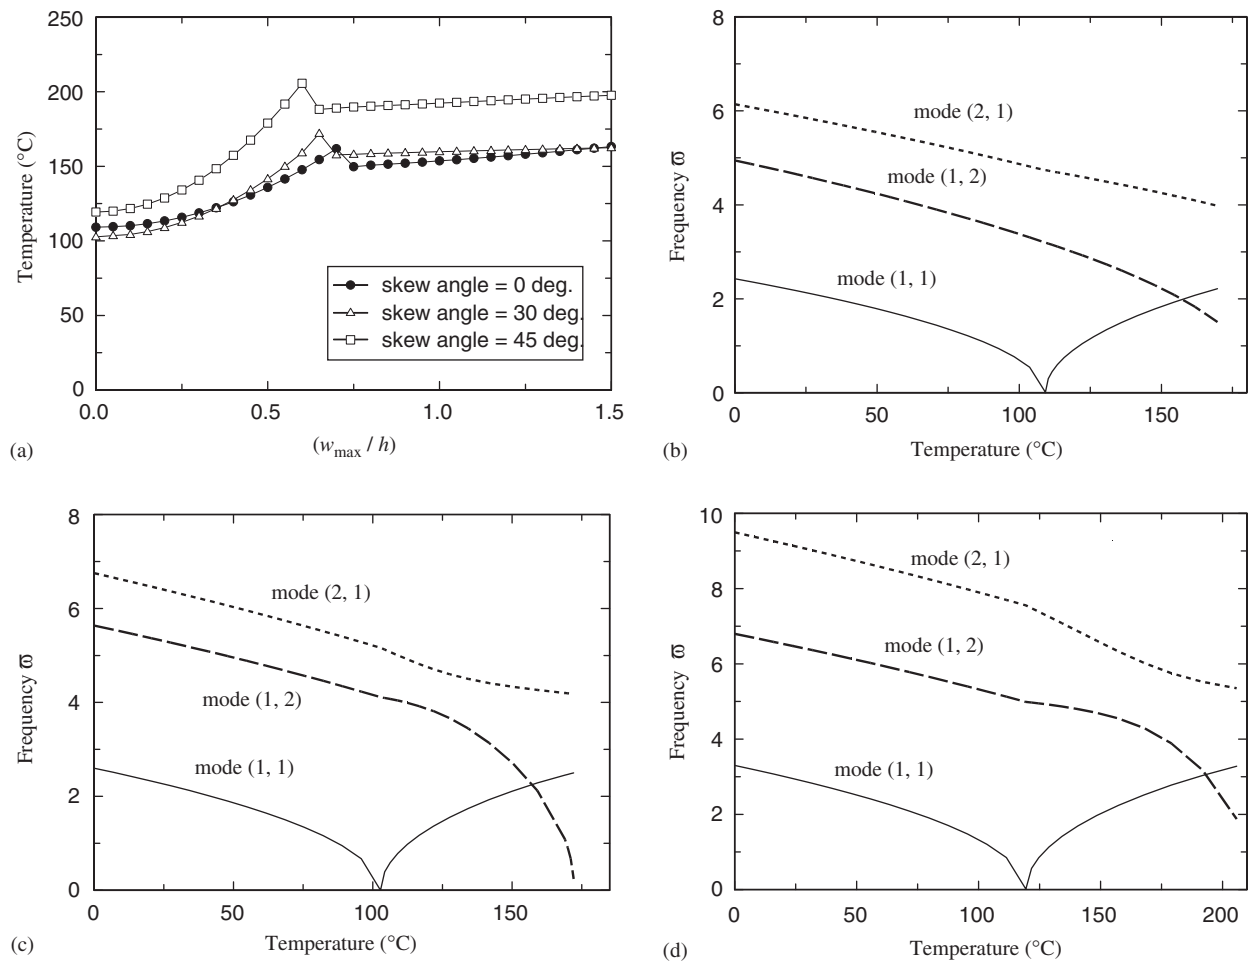 250
200
150
100
50
0
Temperature (°C)
skew angle = 0 deg.
skew angle = 30 deg.
skew angle = 45 deg.
0.0
0.5
1.0
1.5
(w_max / h)
(a)
8
6
4
2
0
Frequency ϖ
mode (2, 1)
mode (1, 2)
mode (1, 1)
0
50
100
150
Temperature (°C)
(b)
8
6
4
2
0
Frequency ϖ
mode (2, 1)
mode (1, 2)
mode (1, 1)
0
50
100
150
Temperature (°C)
(c)
10
8
6
4
2
0
Frequency ϖ
mode (2, 1)
mode (1, 2)
mode (1, 1)
0
50
100
150
200
Temperature (°C)
(d)